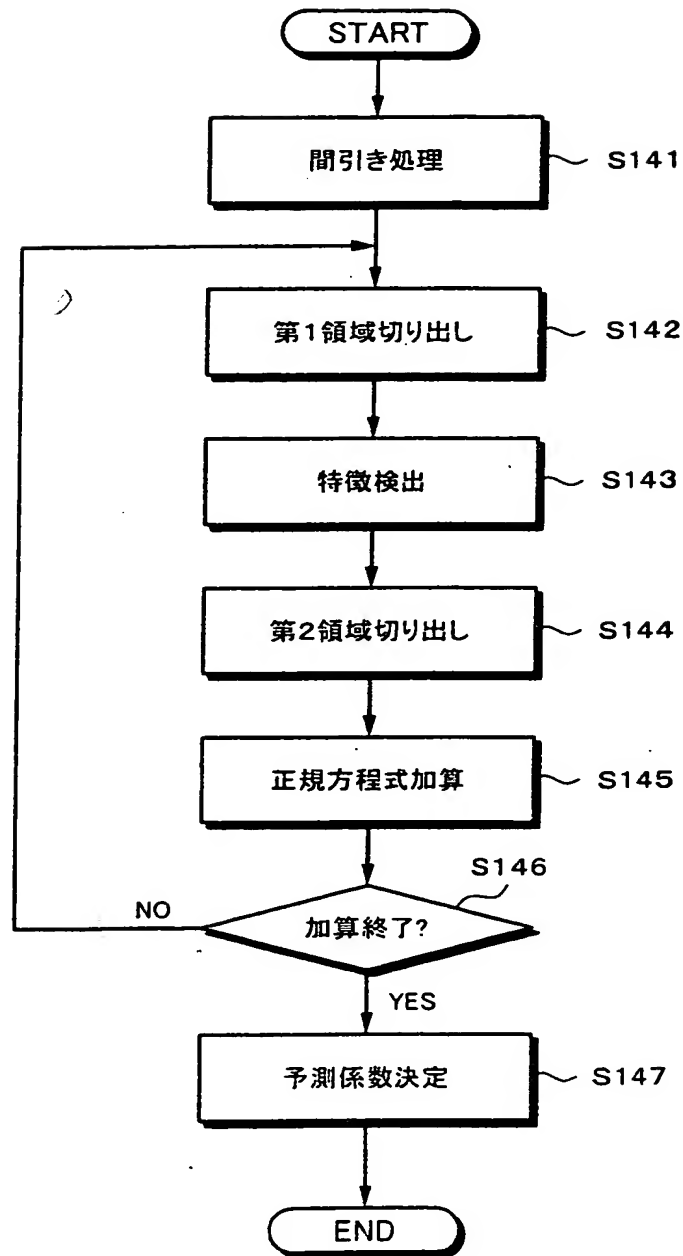 START
間引き処理
S141
第1領域切り出し
S142
特徴検出
S143
第2領域切り出し
S144
正規方程式加算
S145
S146
加算終了?
NO
YES
予測係数決定
S147
END